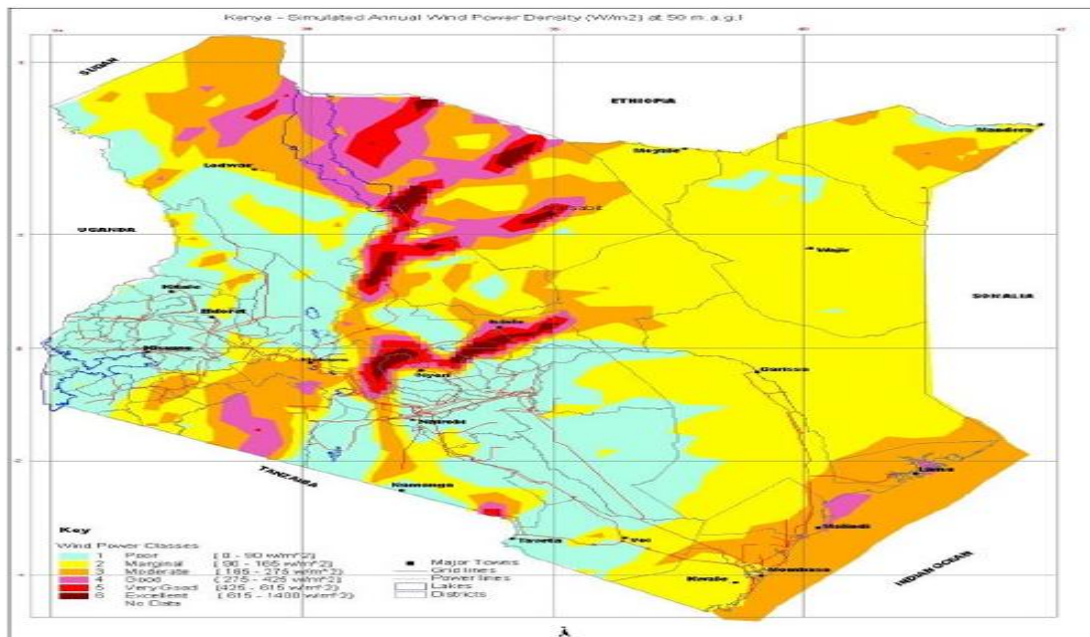 Kenya - Simulated Annual Wind Power Density (W/m2) at 50 m.a.g.l
SUDAN
ETHIOPIA
Mandera
Moyale
Lodwar
UGANDA
Wajir
SOMALIA
Kitale
Eldoret
Kisumu
Nyeri
Garissa
Nairobi
TANZANIA
Namanga
Lamu
Malindi
Taveta
Voi
Mombasa
Kwale
INDIAN OCEAN
Key
Wind Power Classes
1 Poor [0 - 90 w/m^2)
2 Marginal [90 - 165 w/m^2)
3 Moderate [165 - 275 w/m^2)
4 Good [275 - 425 w/m^2)
5 Very Good [425 - 615 w/m^2)
6 Excellent [615 - 1400 w/m^2)
No Data
Major Towns
Grid lines
Power lines
Lakes
Districts